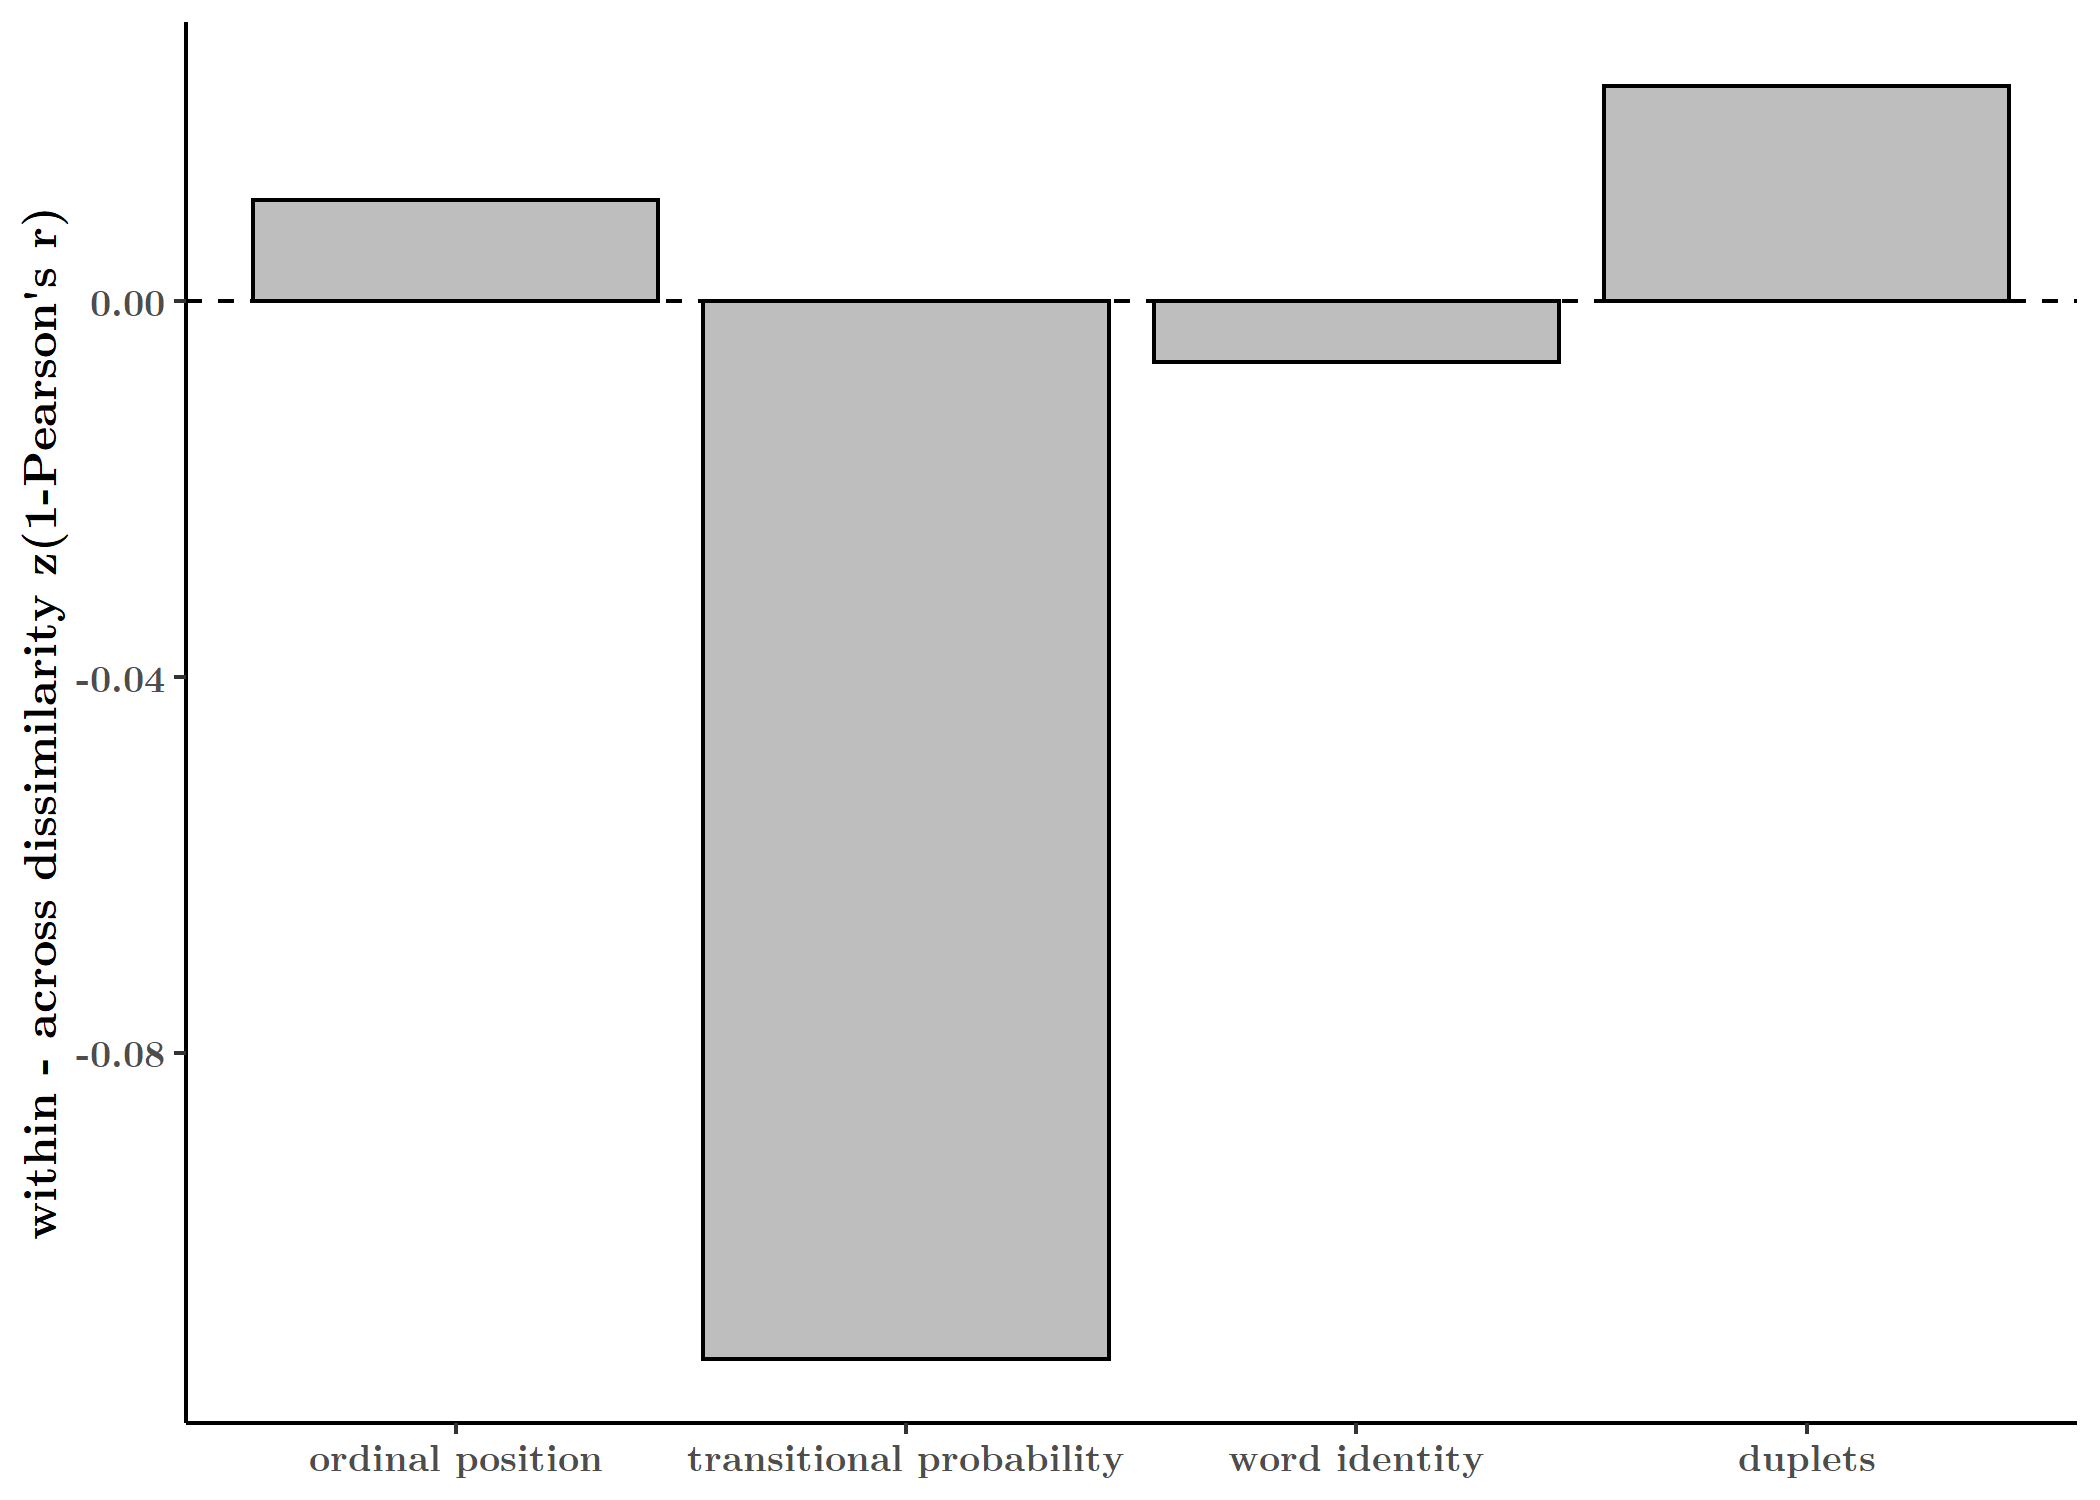 within - across dissimilarity z(1-Pearson's r)
0.00
-0.04
-0.08
ordinal position
transitional probability
word identity
duplets